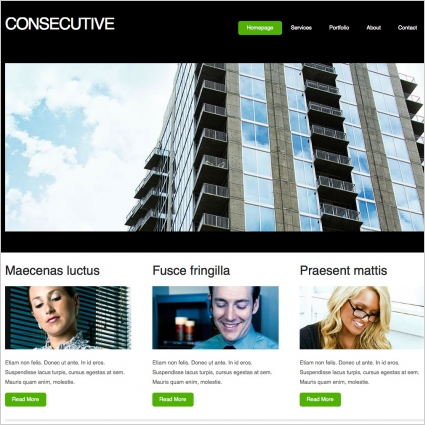 CONSECUTIVE
Homepage Services Portfolio About Contact
Maecenas luctus
Etiam non felis. Donec ut ante. In id eros.
Suspendisse lacus turpis, cursus egestas at sem.
Mauris quam enim, molestie.
Read More
Fusce fringilla
Etiam non felis. Donec ut ante. In id eros.
Suspendisse lacus turpis, cursus egestas at sem.
Mauris quam enim, molestie.
Read More
Praesent mattis
Etiam non felis. Donec ut ante. In id eros.
Suspendisse lacus turpis, cursus egestas at sem.
Mauris quam enim, molestie.
Read More